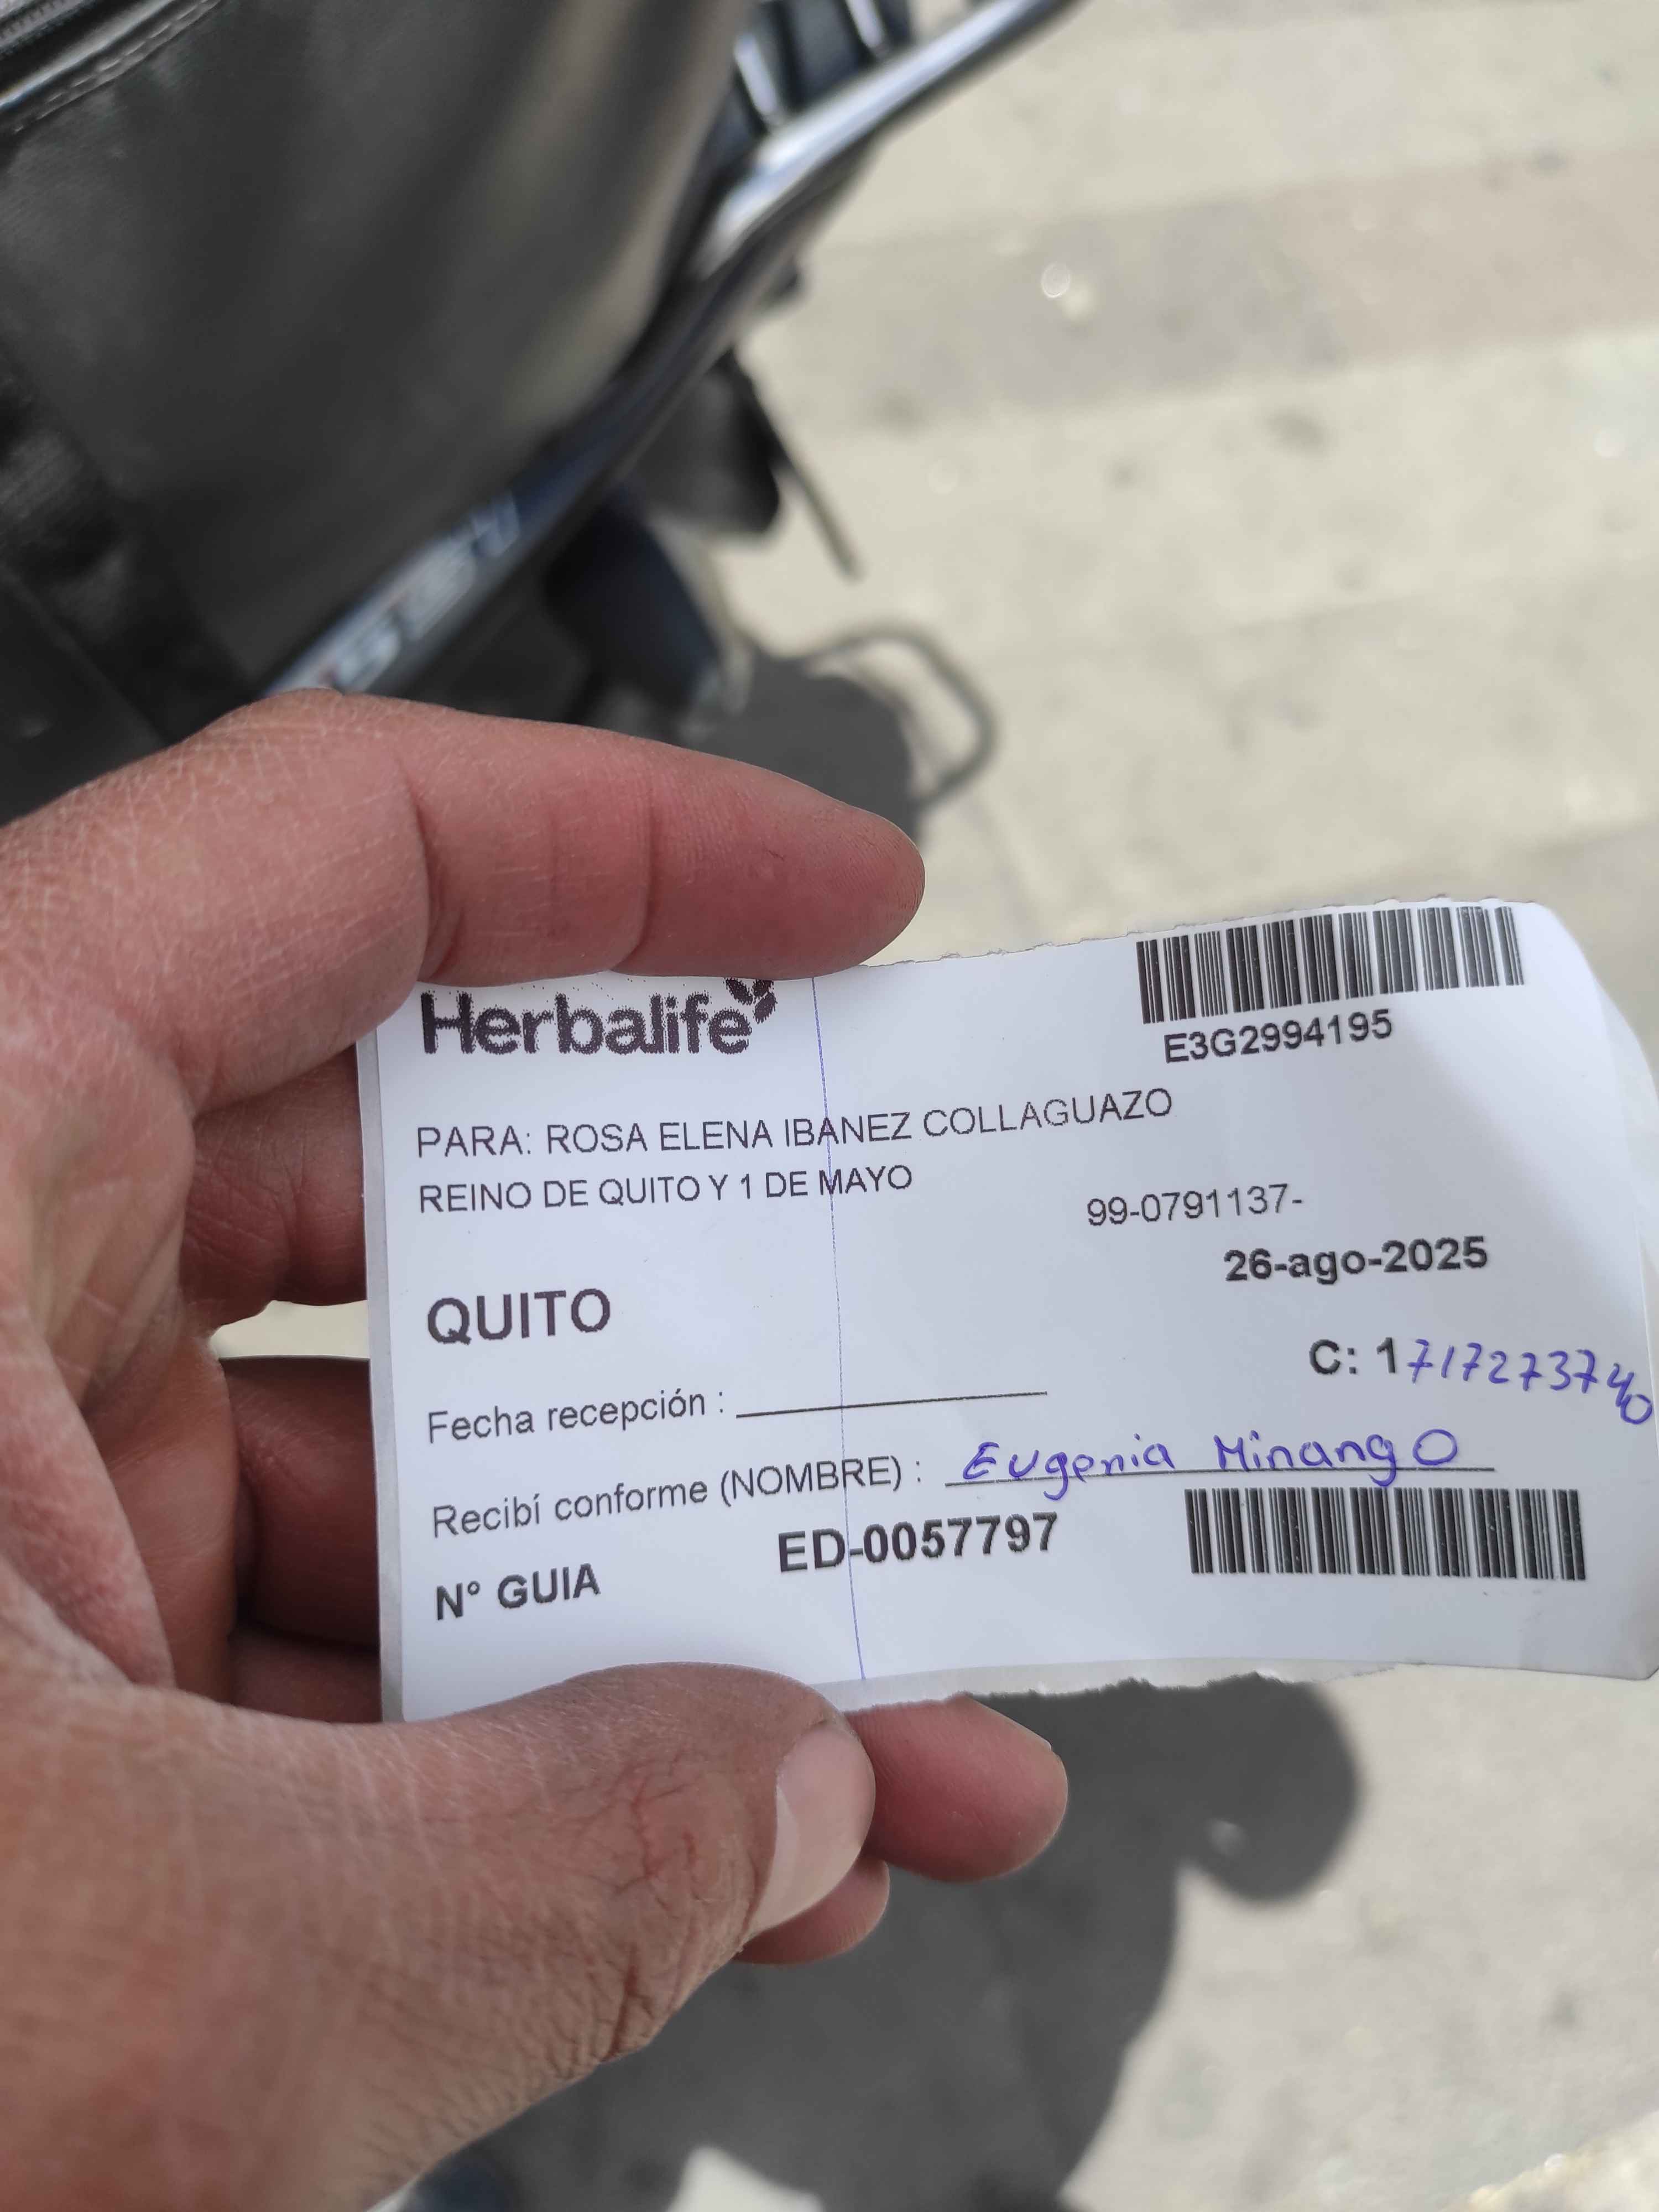 Herbalife
E3G2994195
PARA: ROSA ELENA IBANEZ COLLAGUAZO
REINO DE QUITO Y 1 DE MAYO
99-0791137-
26-ago-2025
QUITO
C: 1717273740
Fecha recepción :
Recibí conforme (NOMBRE) : Eugenia Minango
N° GUIA ED-0057797